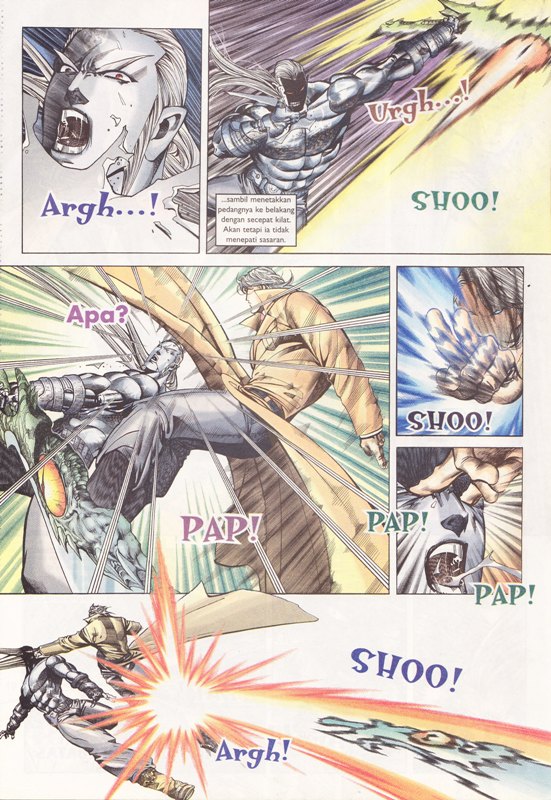 Argh...!
Urgh...!
SHOO!
...sambil menetakkan
pedangnya ke belakang
dengan secepat kilat.
Akan tetapi ia tidak
menepati sasaran.
Apa?
PAP!
SHOO!
PAP!
PAP!
SHOO!
Argh!